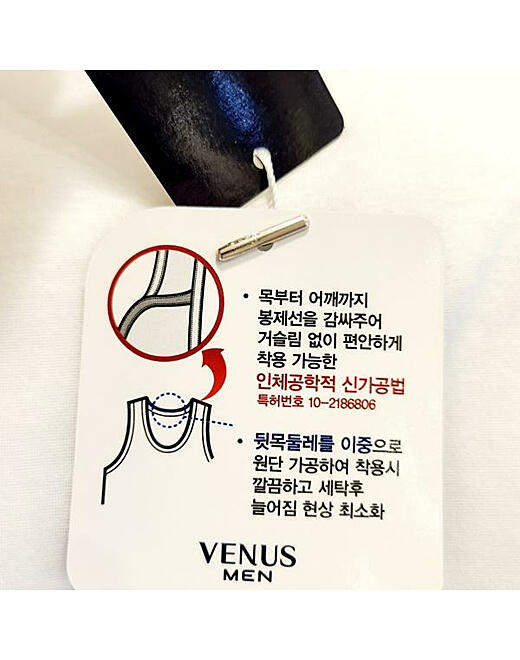 • 목부터 어깨까지
봉제선을 감싸주어
거슬림 없이 편안하게
착용 가능한
인체공학적 신가공법
특허번호 10-2186806
• 뒷목둘레를 이중으로
원단 가공하여 착용시
깔끔하고 세탁후
늘어짐 현상 최소화
VENUS
MEN